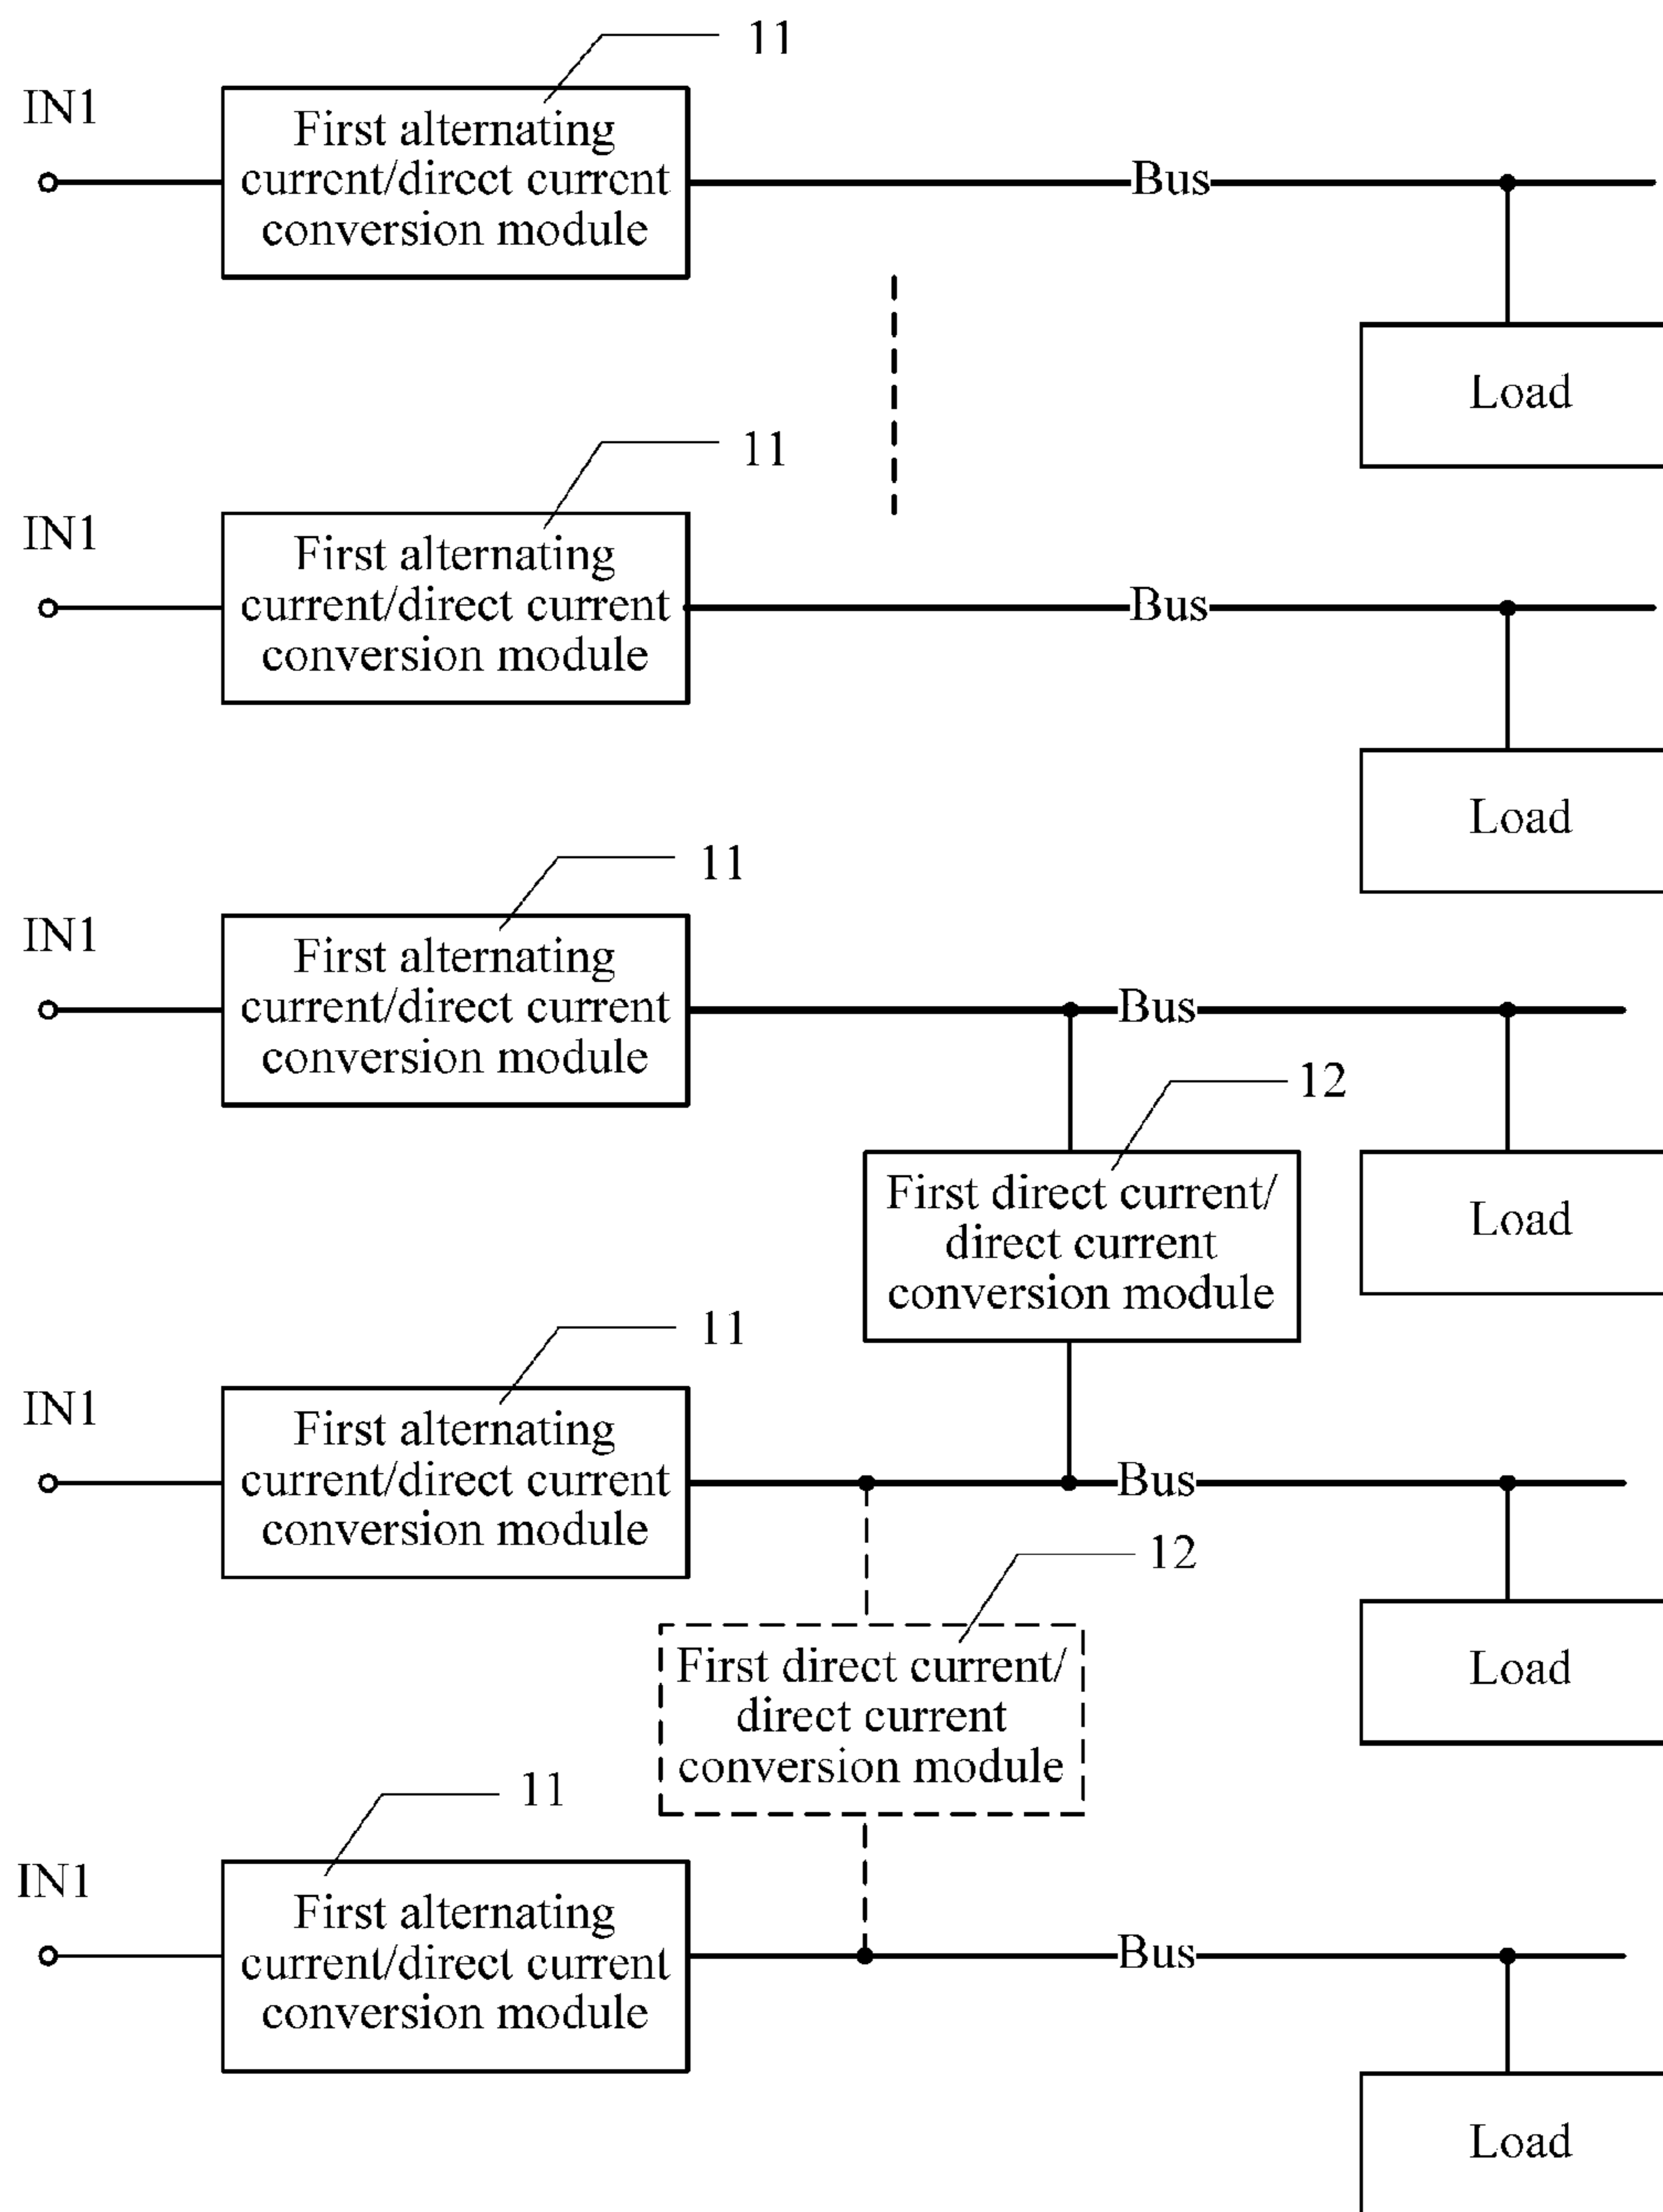 11
IN1
First alternating
current/direct current
conversion module
Bus
Load
11
IN1
First alternating
current/direct current
conversion module
Bus
Load
11
IN1
First alternating
current/direct current
conversion module
Bus
12
First direct current/
direct current
conversion module
Load
11
IN1
First alternating
current/direct current
conversion module
Bus
12
First direct current/
direct current
conversion module
Load
11
IN1
First alternating
current/direct current
conversion module
Bus
Load